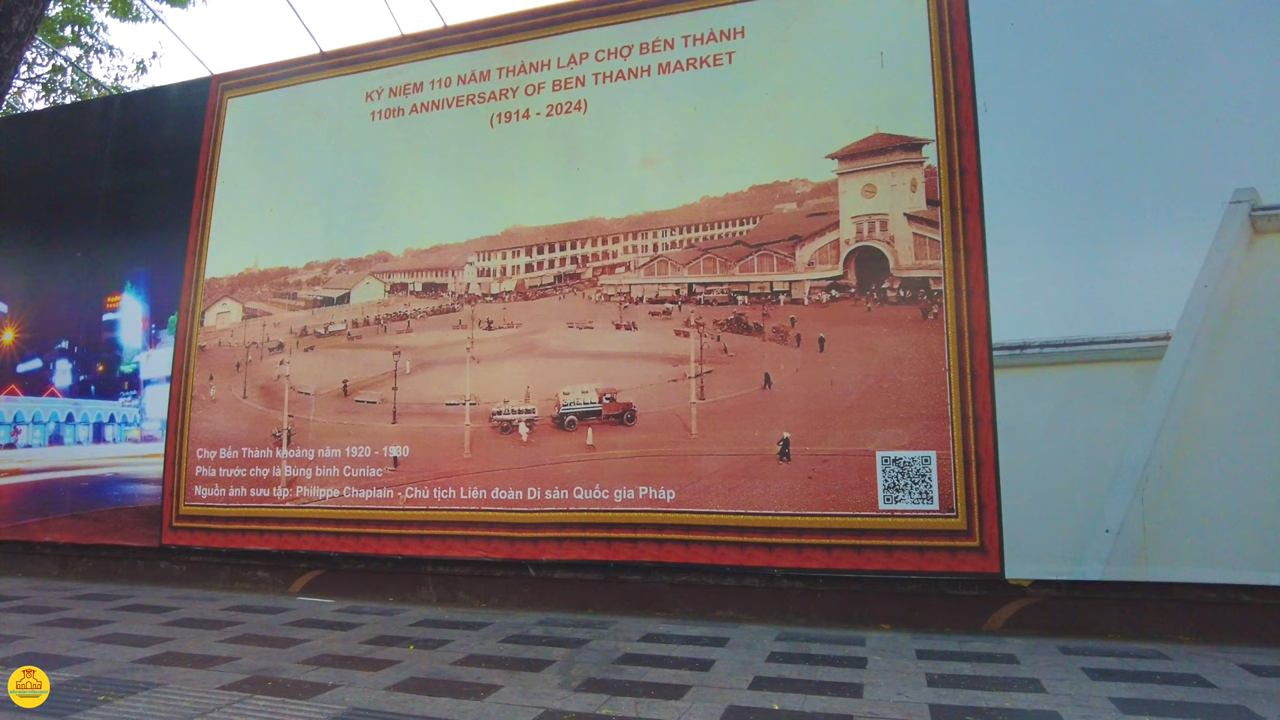 KỶ NIỆM 110 NĂM THÀNH LẬP CHỢ BẾN THÀNH
110th ANNIVERSARY OF BEN THANH MARKET
(1914 - 2024)
Chợ Bến Thành khoảng năm 1920 - 1930
Phía trước chợ là Bùng binh Cuniac
Nguồn ảnh sưu tập: Philippe Chaplain - Chủ tịch Liên đoàn Di sản Quốc gia Pháp